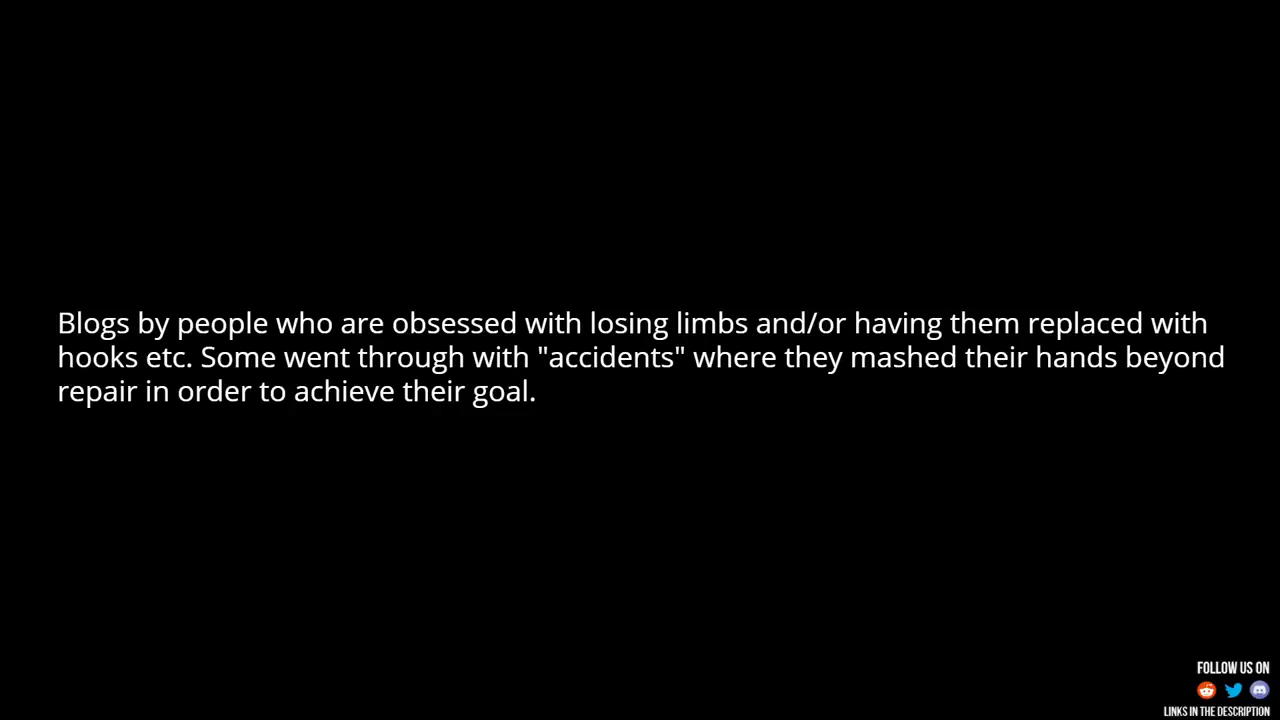 Blogs by people who are obsessed with losing limbs and/or having them replaced with
hooks etc. Some went through with "accidents" where they mashed their hands beyond
repair in order to achieve their goal.
FOLLOW US ON
LINKS IN THE DESCRIPTION